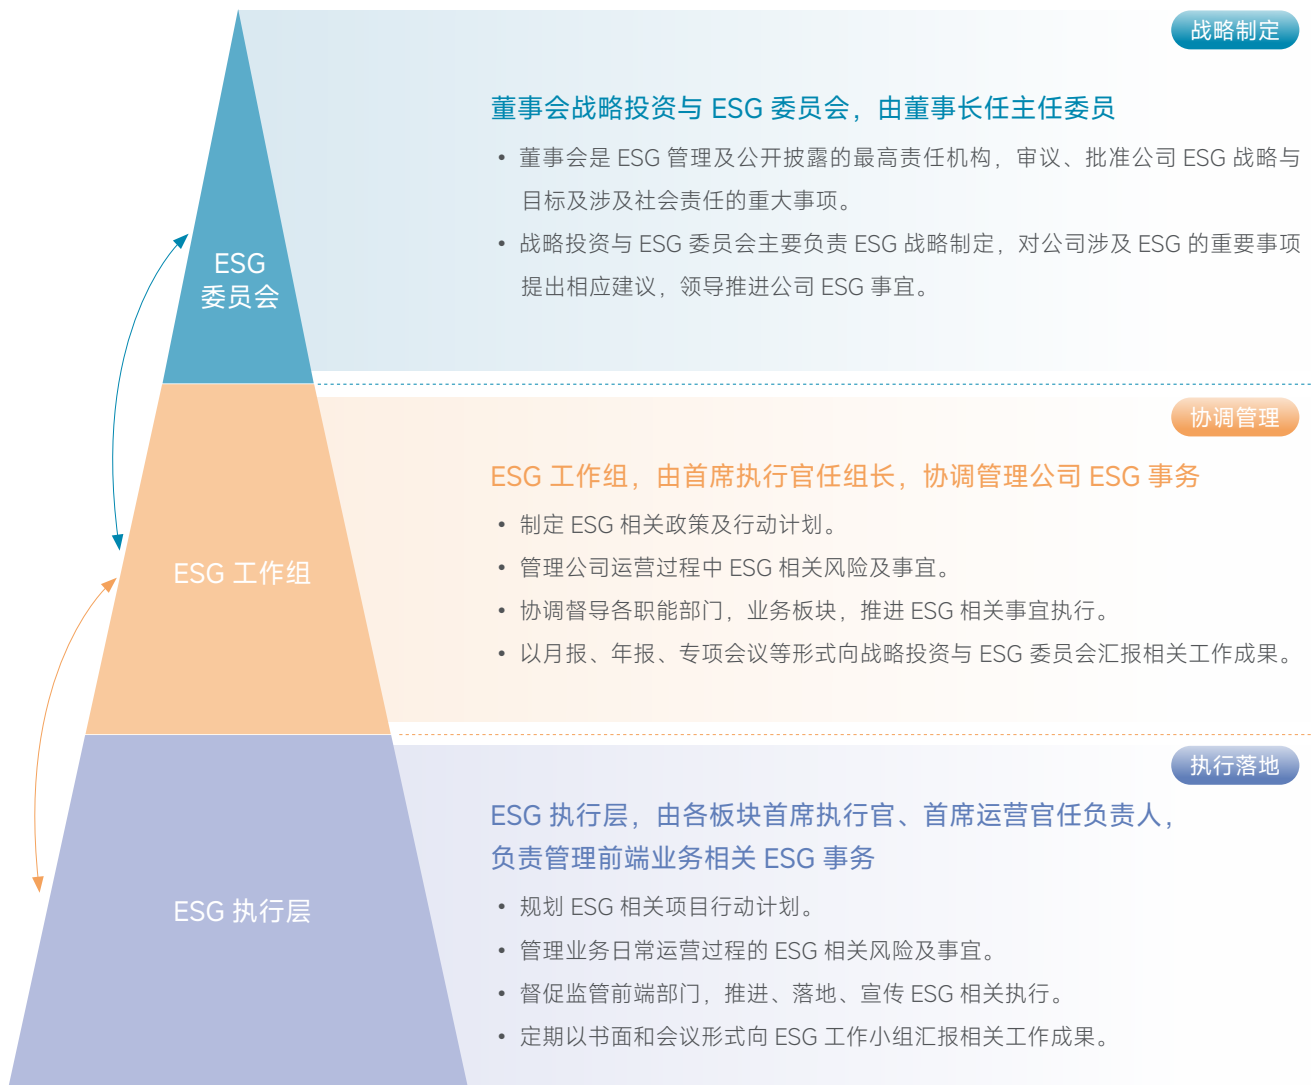 战略制定
董事会战略投资与 ESG 委员会，由董事长任主任委员
• 董事会是 ESG 管理及公开披露的最高责任机构，审议、批准公司 ESG 战略与
目标及涉及社会责任的重大事项。
• 战略投资与 ESG 委员会主要负责 ESG 战略制定，对公司涉及 ESG 的重要事项
提出相应建议，领导推进公司 ESG 事宜。
ESG
委员会
协调管理
ESG 工作组，由首席执行官任组长，协调管理公司 ESG 事务
• 制定 ESG 相关政策及行动计划。
• 管理公司运营过程中 ESG 相关风险及事宜。
• 协调督导各职能部门，业务板块，推进 ESG 相关事宜执行。
• 以月报、年报、专项会议等形式向战略投资与 ESG 委员会汇报相关工作成果。
ESG 工作组
执行落地
ESG 执行层，由各板块首席执行官、首席运营官任负责人，
负责管理前端业务相关 ESG 事务
• 规划 ESG 相关项目行动计划。
• 管理业务日常运营过程的 ESG 相关风险及事宜。
• 督促监管前端部门，推进、落地、宣传 ESG 相关执行。
• 定期以书面和会议形式向 ESG 工作小组汇报相关工作成果。
ESG 执行层